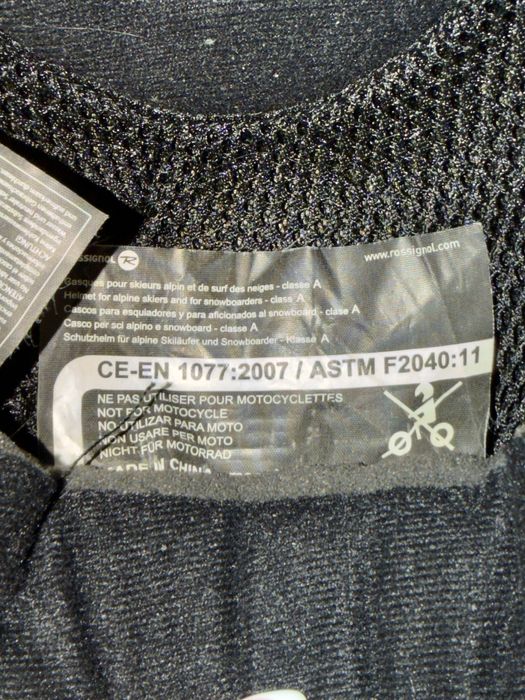 www.rossignol.com
Casques pour skieurs alpin et de surf des neiges - classe A
Helmet for alpine skiers and for snowboarders - class A
Cascos para esquiadores y para aficionados al snowboard - clase A
Casco per sci alpino e snowboard - classe A
Schutzhelm für alpine Skiläufer und Snowboarder - Klasse A
CE-EN 1077:2007 / ASTM F2040:11
NE PAS UTILISER POUR MOTOCYCLETTES
NOT FOR MOTOCYCLE
NO UTILIZAR PARA MOTO
NON USARE PER MOTO
NICHT FÜR MOTORRAD
MADE IN CHINA